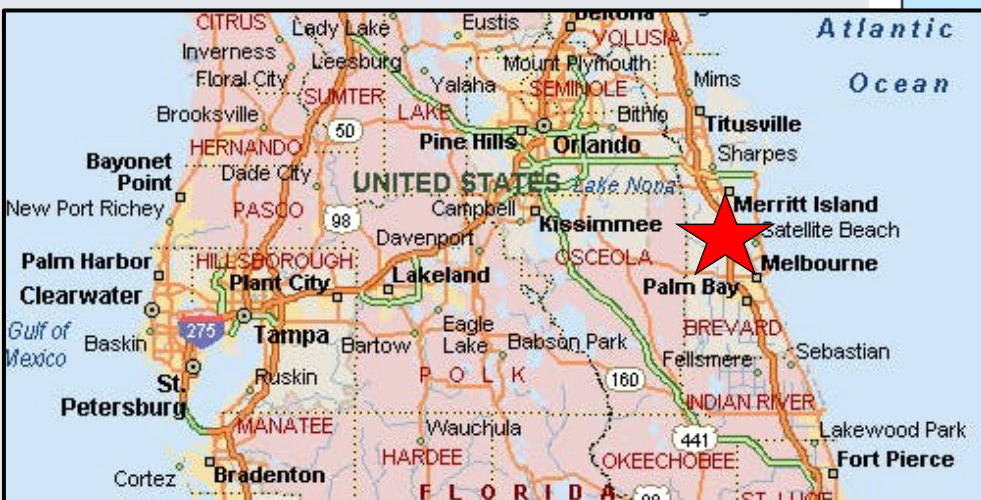 CITRUS
Lady Lake
Eustis
Deltona
Atlantic
Ocean
VOLUSIA
Inverness
Leesburg
Mount Plymouth
Floral City
Yalaha
SEMINOLE
Mims
SUMTER
LAKE
Brooksville
50
Bithlo
Titusville
Pine Hills
Orlando
HERNANDO
Sharpes
Bayonet
Point
Dade City
UNITED STATES
Lake Nona
New Port Richey
PASCO
98
Campbell
Kissimmee
Merritt Island
Satellite Beach
Davenport
Palm Harbor
HILLSBOROUGH
OSCEOLA
Melbourne
Plant City
Lakeland
Palm Bay
Clearwater
Gulf of
Mexico
275
Tampa
Baskin
Bartow
Eagle
Lake
Babson Park
BREVARD
Fellsmere
Sebastian
St.
Petersburg
Ruskin
POLK
160
INDIAN RIVER
MANATEE
Wauchula
441
Lakewood Park
HARDEE
OKEECHOBEE
Fort Pierce
Cortez
Bradenton
FLORIDA
98
ST. LUCIE